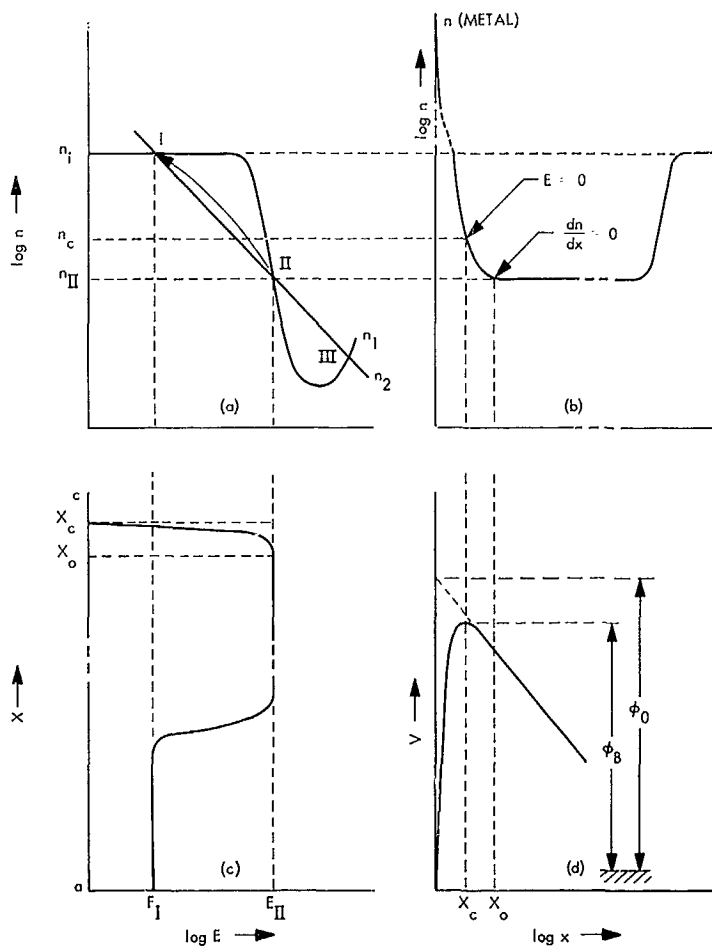 n (METAL)
log n
I
n_i
E = 0
n_c
log n
dn/dx = 0
n_II
II
III
n_1
n_2
(a)
(b)
c
X_c
X_o
X
V
ϕ_B
ϕ_0
(c)
(d)
a
F_I
E_II
X_c
X_o
log E
log x